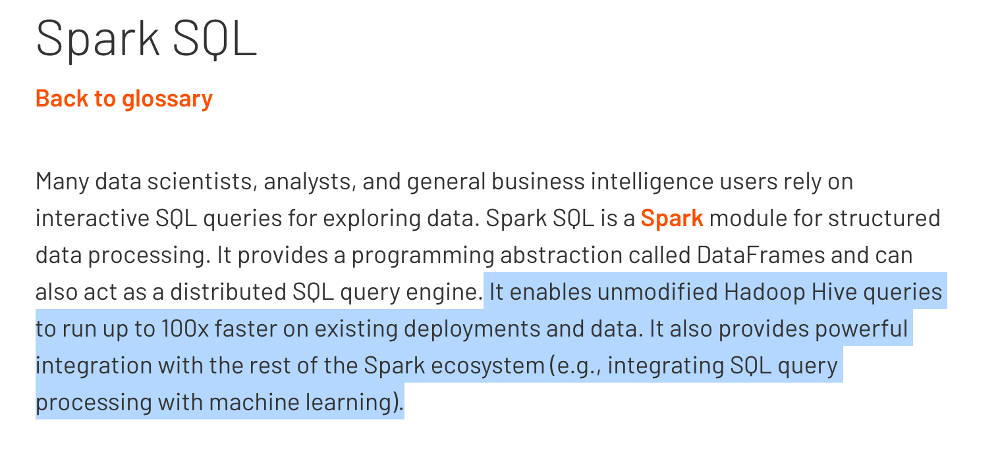 Spark SQL
Back to glossary
Many data scientists, analysts, and general business intelligence users rely on
interactive SQL queries for exploring data. Spark SQL is a Spark module for structured
data processing. It provides a programming abstraction called DataFrames and can
also act as a distributed SQL query engine. It enables unmodified Hadoop Hive queries
to run up to 100x faster on existing deployments and data. It also provides powerful
integration with the rest of the Spark ecosystem (e.g., integrating SQL query
processing with machine learning).